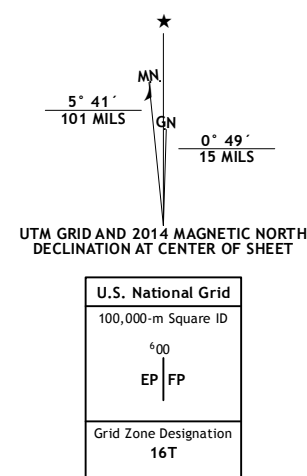 MN.
5° 41´
101 MILS
GN
0° 49´
15 MILS
UTM GRID AND 2014 MAGNETIC NORTH
DECLINATION AT CENTER OF SHEET
U.S. National Grid
100,000-m Square ID
⁶00
EP FP
Grid Zone Designation
16T